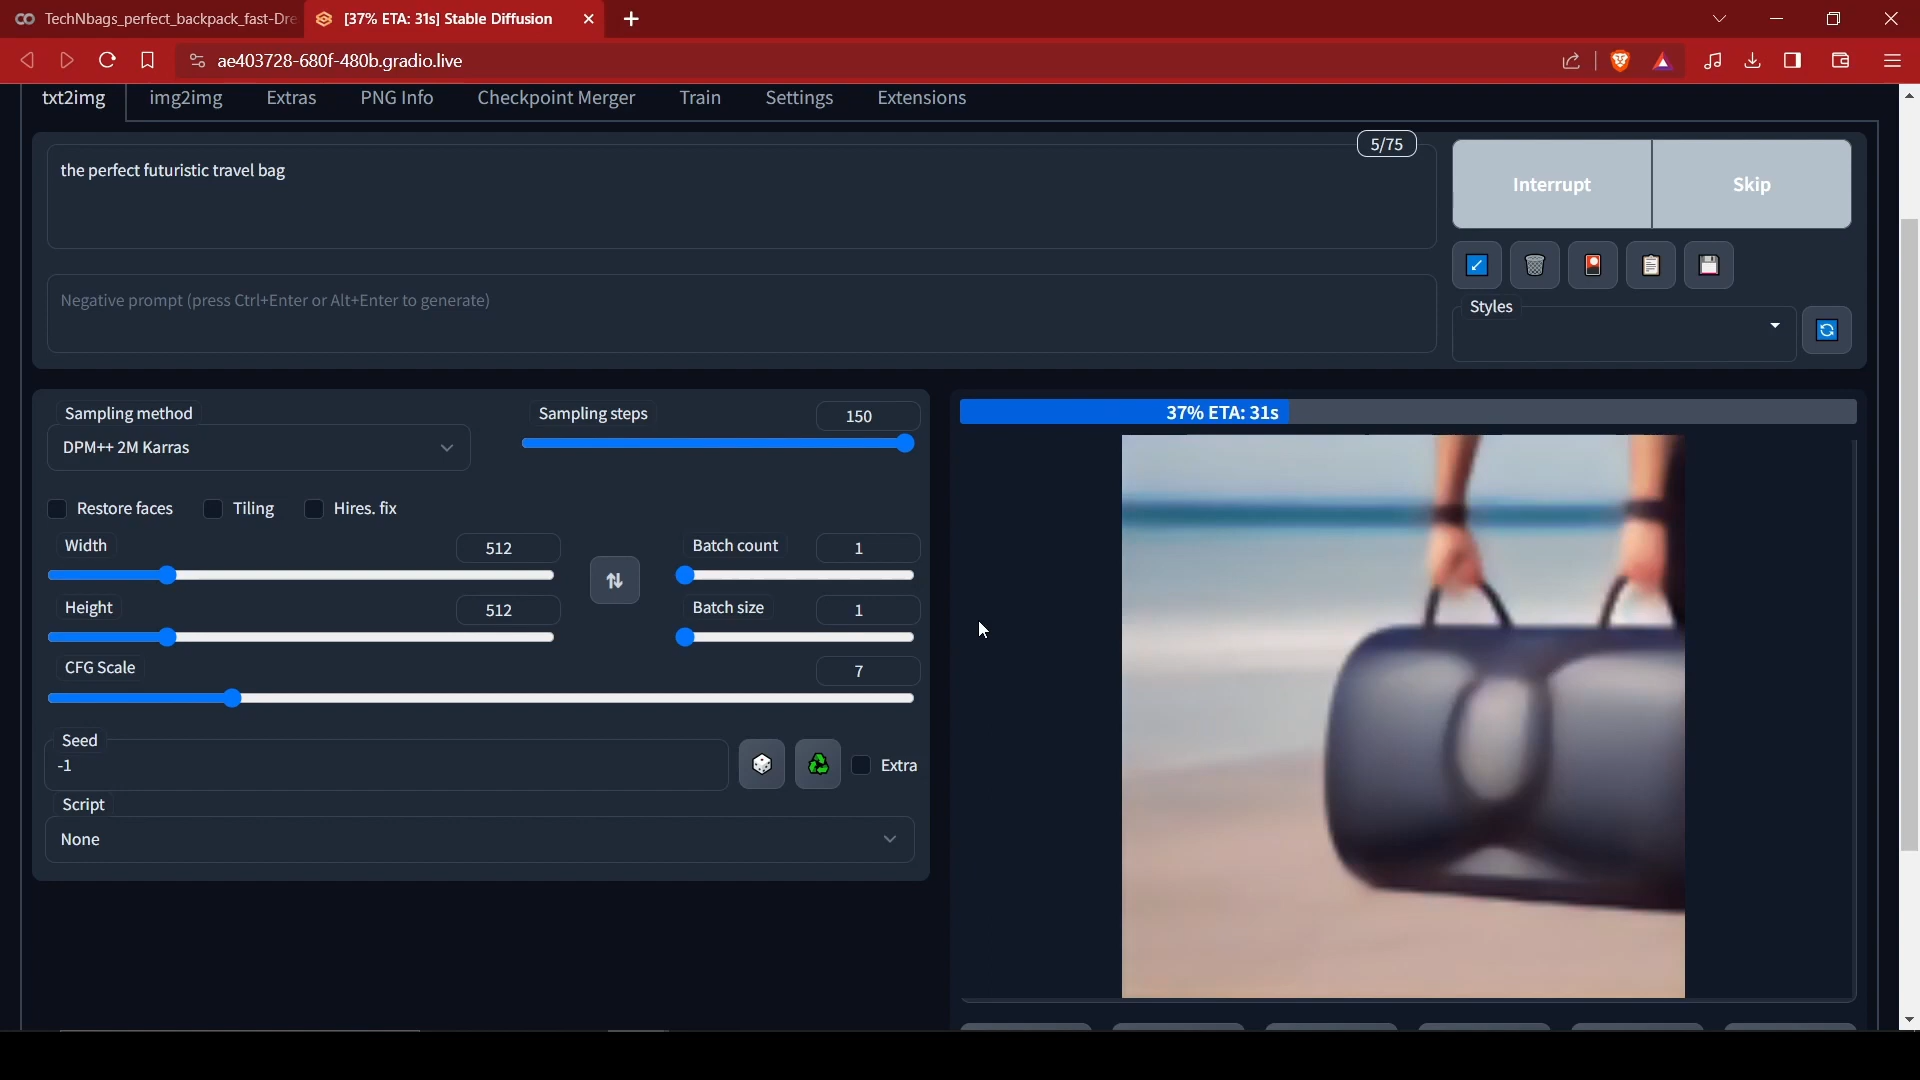 TechNbags_perfect_backpack_fast-Dre
[37% ETA: 31s] Stable Diffusion
ae403728-680f-480b.gradio.live
txt2img
img2img
Extras
PNG Info
Checkpoint Merger
Train
Settings
Extensions
5/75
the perfect futuristic travel bag
Interrupt
Skip
Negative prompt (press Ctrl+Enter or Alt+Enter to generate)
Styles
Sampling method
DPM++ 2M Karras
Sampling steps
150
37% ETA: 31s
Restore faces
Tiling
Hires. fix
Width
512
Batch count
1
Height
512
Batch size
1
CFG Scale
7
Seed
-1
Extra
Script
None